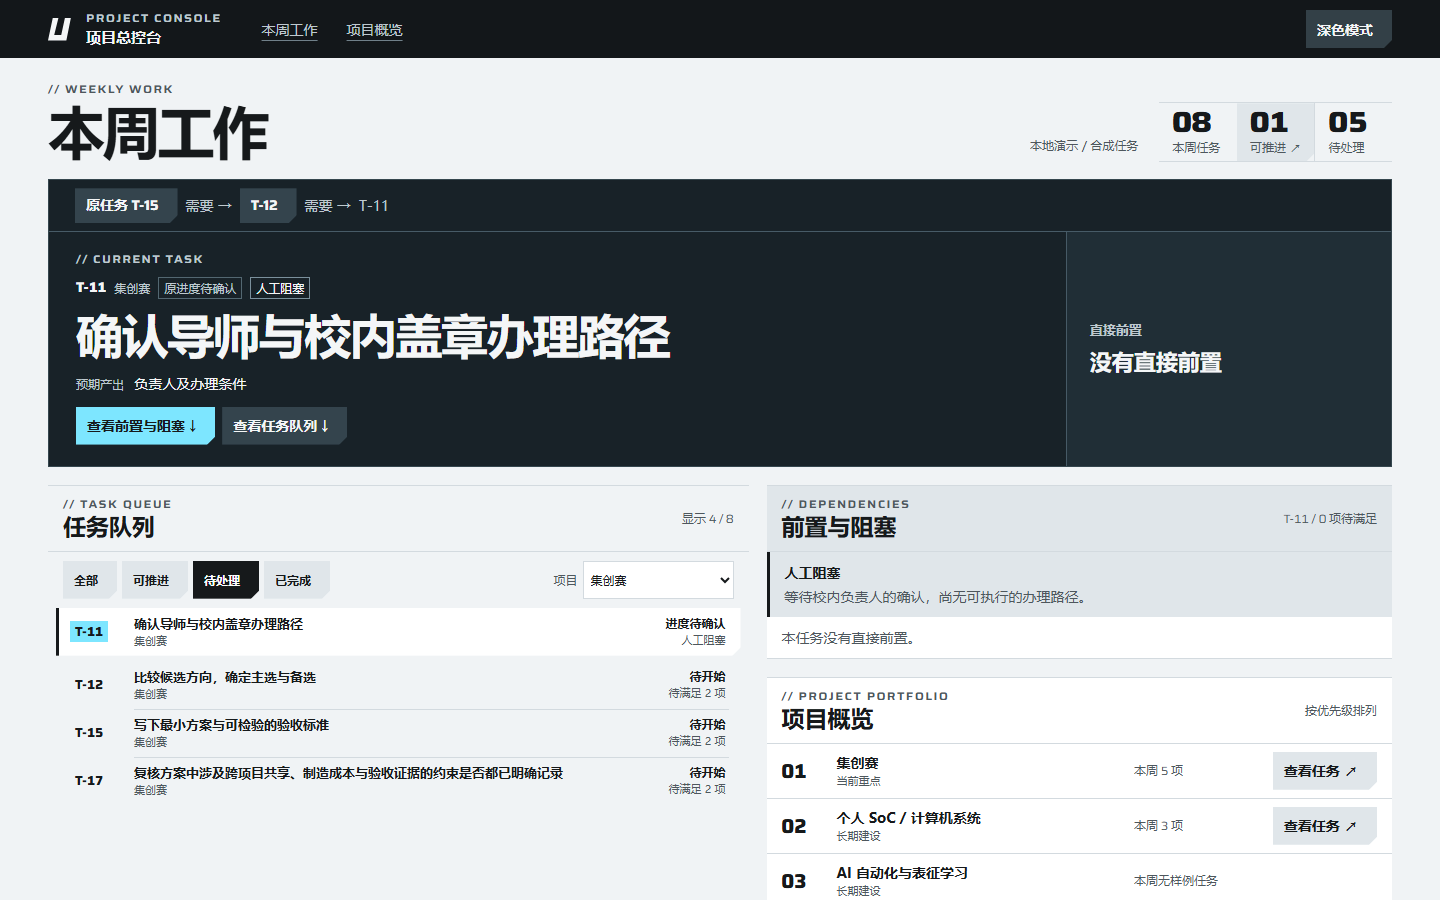 PROJECT CONSOLE
项目总控台
本周工作
项目概览
深色模式
// WEEKLY WORK
本周工作
本地演示 / 合成任务
08
本周任务
01
可推进 ↗
05
待处理
原任务 T-15 需要 → T-12 需要 → T-11
// CURRENT TASK
T-11 集创赛 原进度待确认 人工阻塞
确认导师与校内盖章办理路径
预期产出 负责人及办理条件
查看前置与阻塞 ↓
查看任务队列 ↓
直接前置
没有直接前置
// TASK QUEUE
任务队列
显示 4 / 8
全部
可推进
待处理
已完成
项目 集创赛
T-11
确认导师与校内盖章办理路径
集创赛
进度待确认
人工阻塞
T-12
比较候选方向，确定主选与备选
集创赛
待开始
待满足 2 项
T-15
写下最小方案与可检验的验收标准
集创赛
待开始
待满足 2 项
T-17
复核方案中涉及跨项目共享、制造成本与验收证据的约束是否都已明确记录
集创赛
待开始
待满足 2 项
// DEPENDENCIES
前置与阻塞
T-11 / 0 项待满足
人工阻塞
等待校内负责人的确认，尚无可执行的办理路径。
本任务没有直接前置。
// PROJECT PORTFOLIO
项目概览
按优先级排列
01
集创赛
当前重点
本周 5 项
查看任务 ↗
02
个人 SoC / 计算机系统
长期建设
本周 3 项
查看任务 ↗
03
AI 自动化与表征学习
长期建设
本周无样例任务